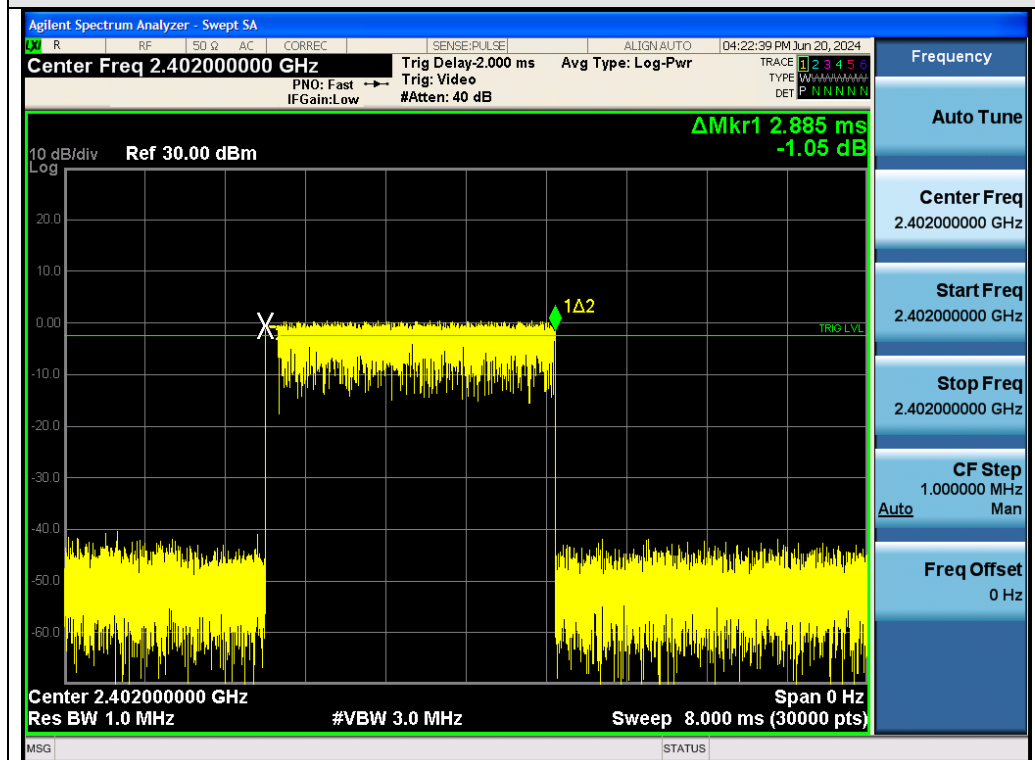 Agilent Spectrum Analyzer - Swept SA
LXI R RF 50 Ω AC CORREC SENSE:PULSE ALIGN AUTO 04:22:39 PM Jun 20, 2024
Center Freq 2.402000000 GHz
PNO: Fast
IFGain:Low
Trig Delay-2.000 ms
Trig: Video
#Atten: 40 dB
Avg Type: Log-Pwr
TRACE 1 2 3 4 5 6
TYPE
DET P N N N N N
ΔMkr1 2.885 ms
-1.05 dB
10 dB/div Ref 30.00 dBm
Log
20.0
10.0
0.00
-10.0
-20.0
-30.0
-40.0
-50.0
-60.0
X
1Δ2
TRIG LVL
Center 2.402000000 GHz Span 0 Hz
Res BW 1.0 MHz #VBW 3.0 MHz Sweep 8.000 ms (30000 pts)
MSG STATUS
Frequency
Auto Tune
Center Freq
2.402000000 GHz
Start Freq
2.402000000 GHz
Stop Freq
2.402000000 GHz
CF Step
1.000000 MHz
Auto Man
Freq Offset
0 Hz